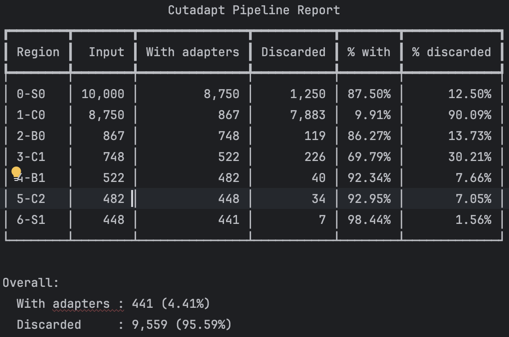 Cutadapt Pipeline Report
Region Input With adapters Discarded % with % discarded
0-S0 10,000 8,750 1,250 87.50% 12.50%
1-C0 8,750 867 7,883 9.91% 90.09%
2-B0 867 748 119 86.27% 13.73%
3-C1 748 522 226 69.79% 30.21%
4-B1 522 482 40 92.34% 7.66%
5-C2 482 448 34 92.95% 7.05%
6-S1 448 441 7 98.44% 1.56%
Overall:
With adapters : 441 (4.41%)
Discarded : 9,559 (95.59%)